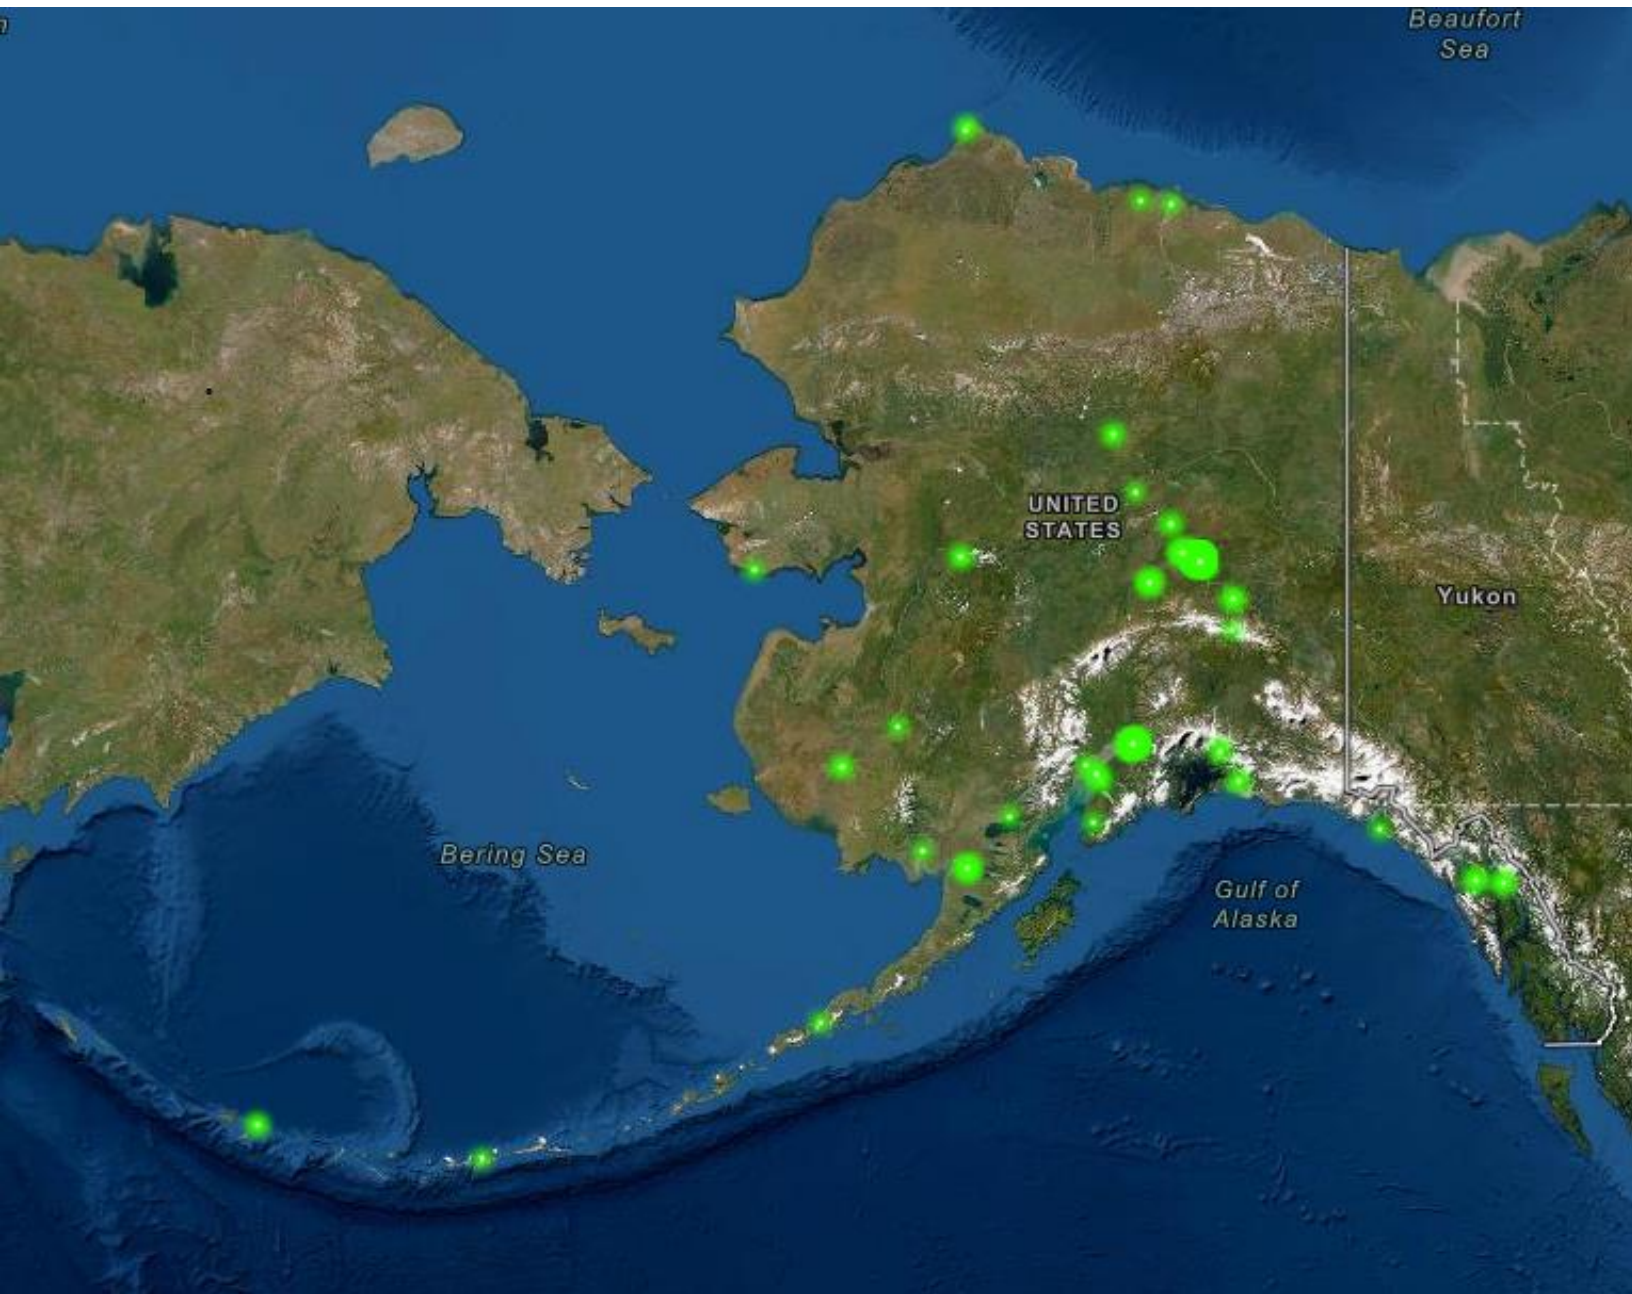 n
Beaufort
Sea
UNITED
STATES
Yukon
Bering Sea
Gulf of
Alaska